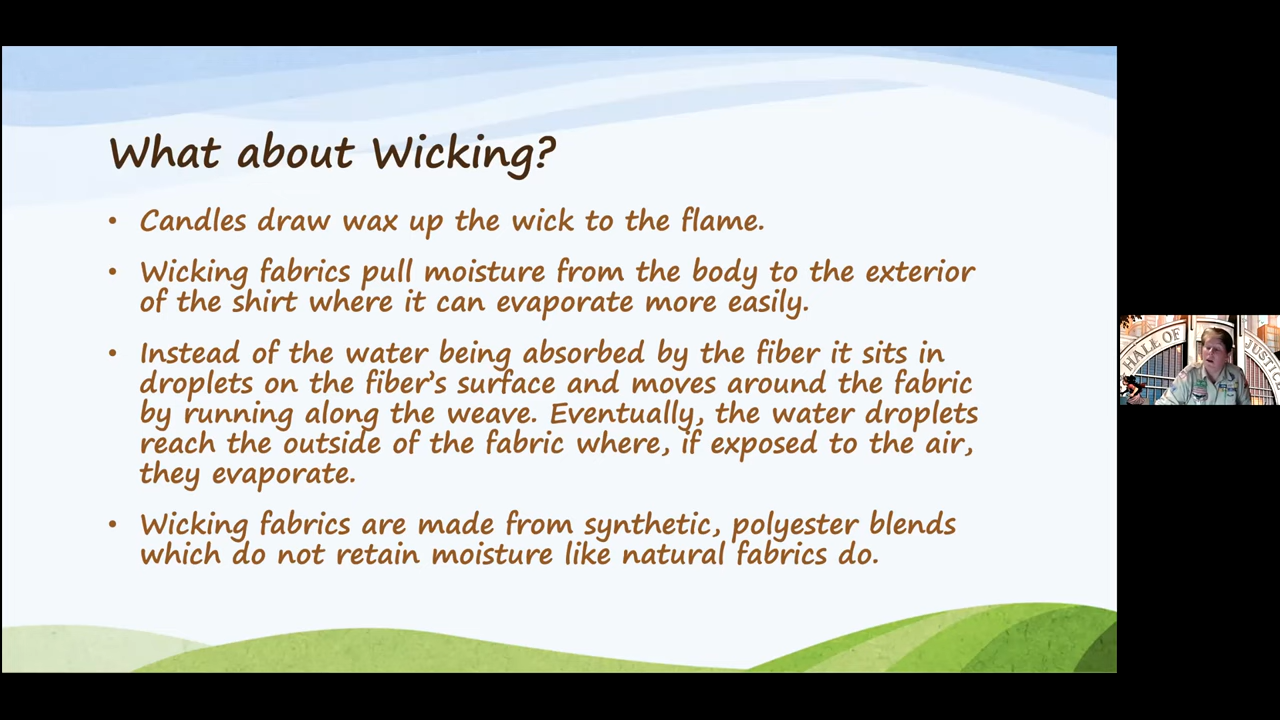 What about Wicking?
• Candles draw wax up the wick to the flame.
• Wicking fabrics pull moisture from the body to the exterior
of the shirt where it can evaporate more easily.
• Instead of the water being absorbed by the fiber it sits in
droplets on the fiber's surface and moves around the fabric
by running along the weave. Eventually, the water droplets
reach the outside of the fabric where, if exposed to the air,
they evaporate.
• Wicking fabrics are made from synthetic, polyester blends
which do not retain moisture like natural fabrics do.
HALL OF JUSTICE